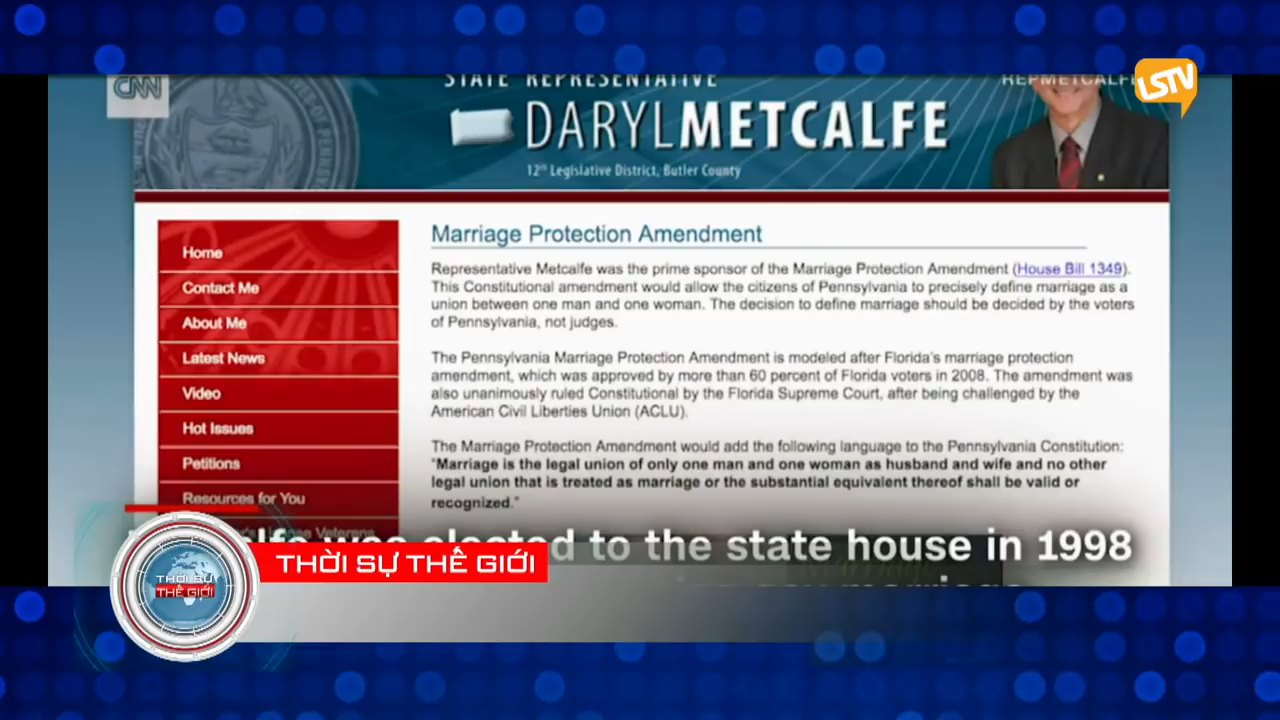 CNN
STATE REPRESENTATIVE
REPMETCALFE
LSTV
DARYLMETCALFE
12th Legislative District, Butler County
Home
Contact Me
About Me
Latest News
Video
Hot Issues
Petitions
Resources for You
Marriage Protection Amendment
Representative Metcalfe was the prime sponsor of the Marriage Protection Amendment (House Bill 1349).
This Constitutional amendment would allow the citizens of Pennsylvania to precisely define marriage as a
union between one man and one woman. The decision to define marriage should be decided by the voters
of Pennsylvania, not judges.
The Pennsylvania Marriage Protection Amendment is modeled after Florida's marriage protection
amendment, which was approved by more than 60 percent of Florida voters in 2008. The amendment was
also unanimously ruled Constitutional by the Florida Supreme Court, after being challenged by the
American Civil Liberties Union (ACLU).
The Marriage Protection Amendment would add the following language to the Pennsylvania Constitution:
"Marriage is the legal union of only one man and one woman as husband and wife and no other
legal union that is treated as marriage or the substantial equivalent thereof shall be valid or
recognized."
was elected to the state house in 1998
THỜI SỰ THẾ GIỚI
THỜI SỰ
THẾ GIỚI